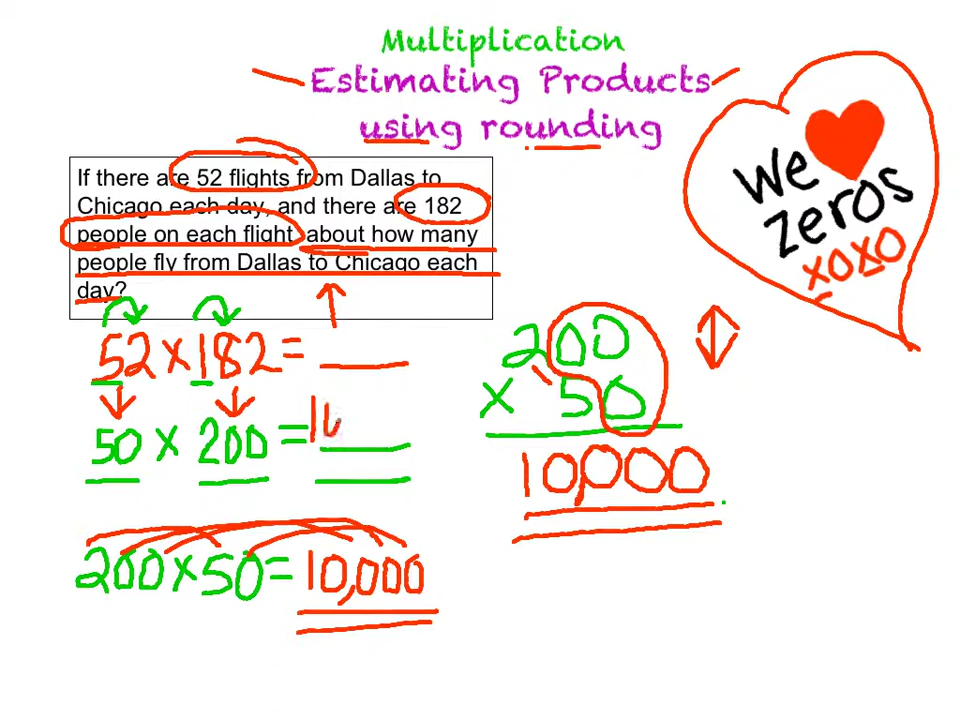 Multiplication
Estimating Products
using rounding
We
zeros
xoxo
If there are 52 flights from Dallas to
Chicago each day, and there are 182
people on each flight, about how many
people fly from Dallas to Chicago each
day?
52 x 182 =
50 x 200 =
200 x 50 = 10,000
200
x 50
10,000